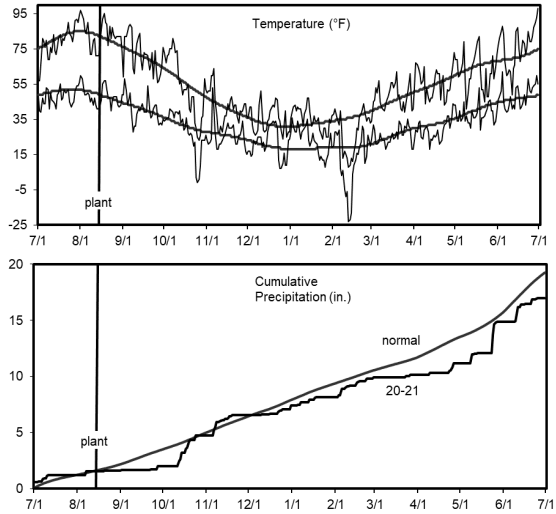 95
Temperature (°F)
75
55
35
15
-5
plant
-25
7/1 8/1 9/1 10/1 11/1 12/1 1/1 2/1 3/1 4/1 5/1 6/1 7/1
20
Cumulative
Precipitation (in.)
15
normal
10
20-21
5
plant
0
7/1 8/1 9/1 10/1 11/1 12/1 1/1 2/1 3/1 4/1 5/1 6/1 7/1